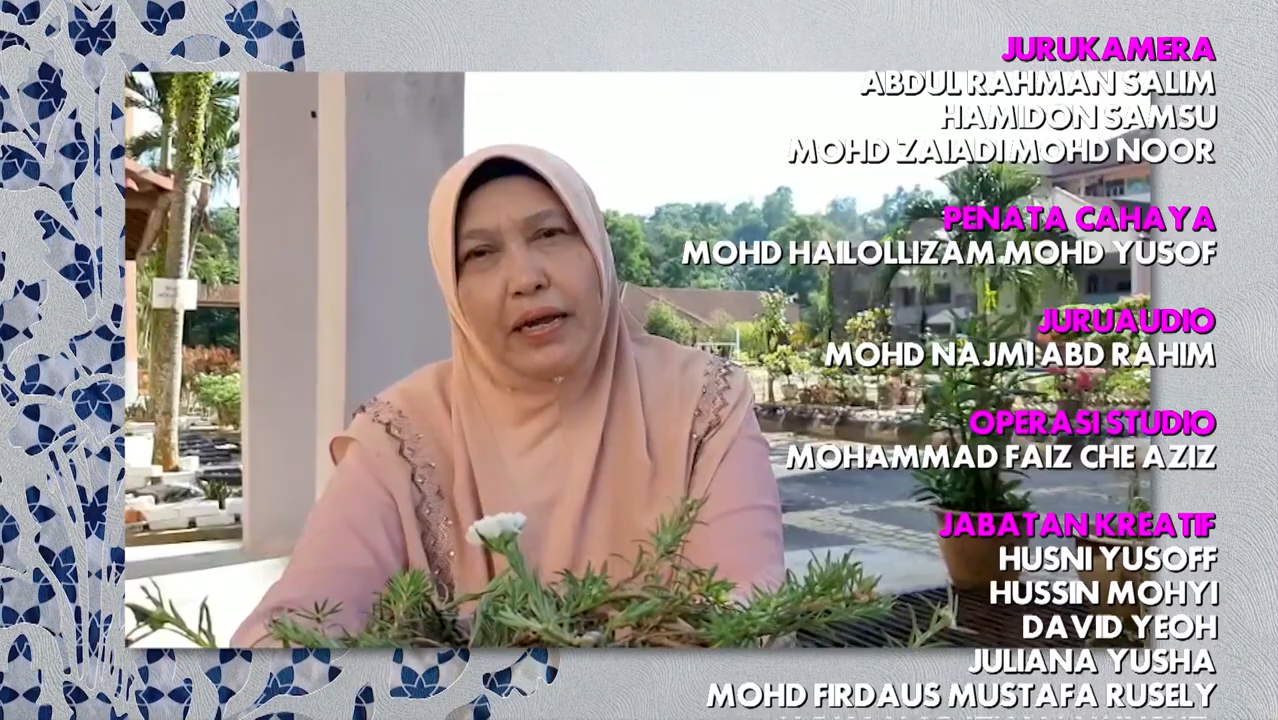 JURUKAMERA
ABDUL RAHMAN SALIM
HAMIDON SAMSU
MOHD ZAIADI MOHD NOOR
PENATA CAHAYA
MOHD HAILOLLIZAM MOHD YUSOF
JURUAUDIO
MOHD NAJMI ABD RAHIM
OPERASI STUDIO
MOHAMMAD FAIZ CHE AZIZ
JABATAN KREATIF
HUSNI YUSOFF
HUSSIN MOHYI
DAVID YEOH
JULIANA YUSHA
MOHD FIRDAUS MUSTAFA RUSELY